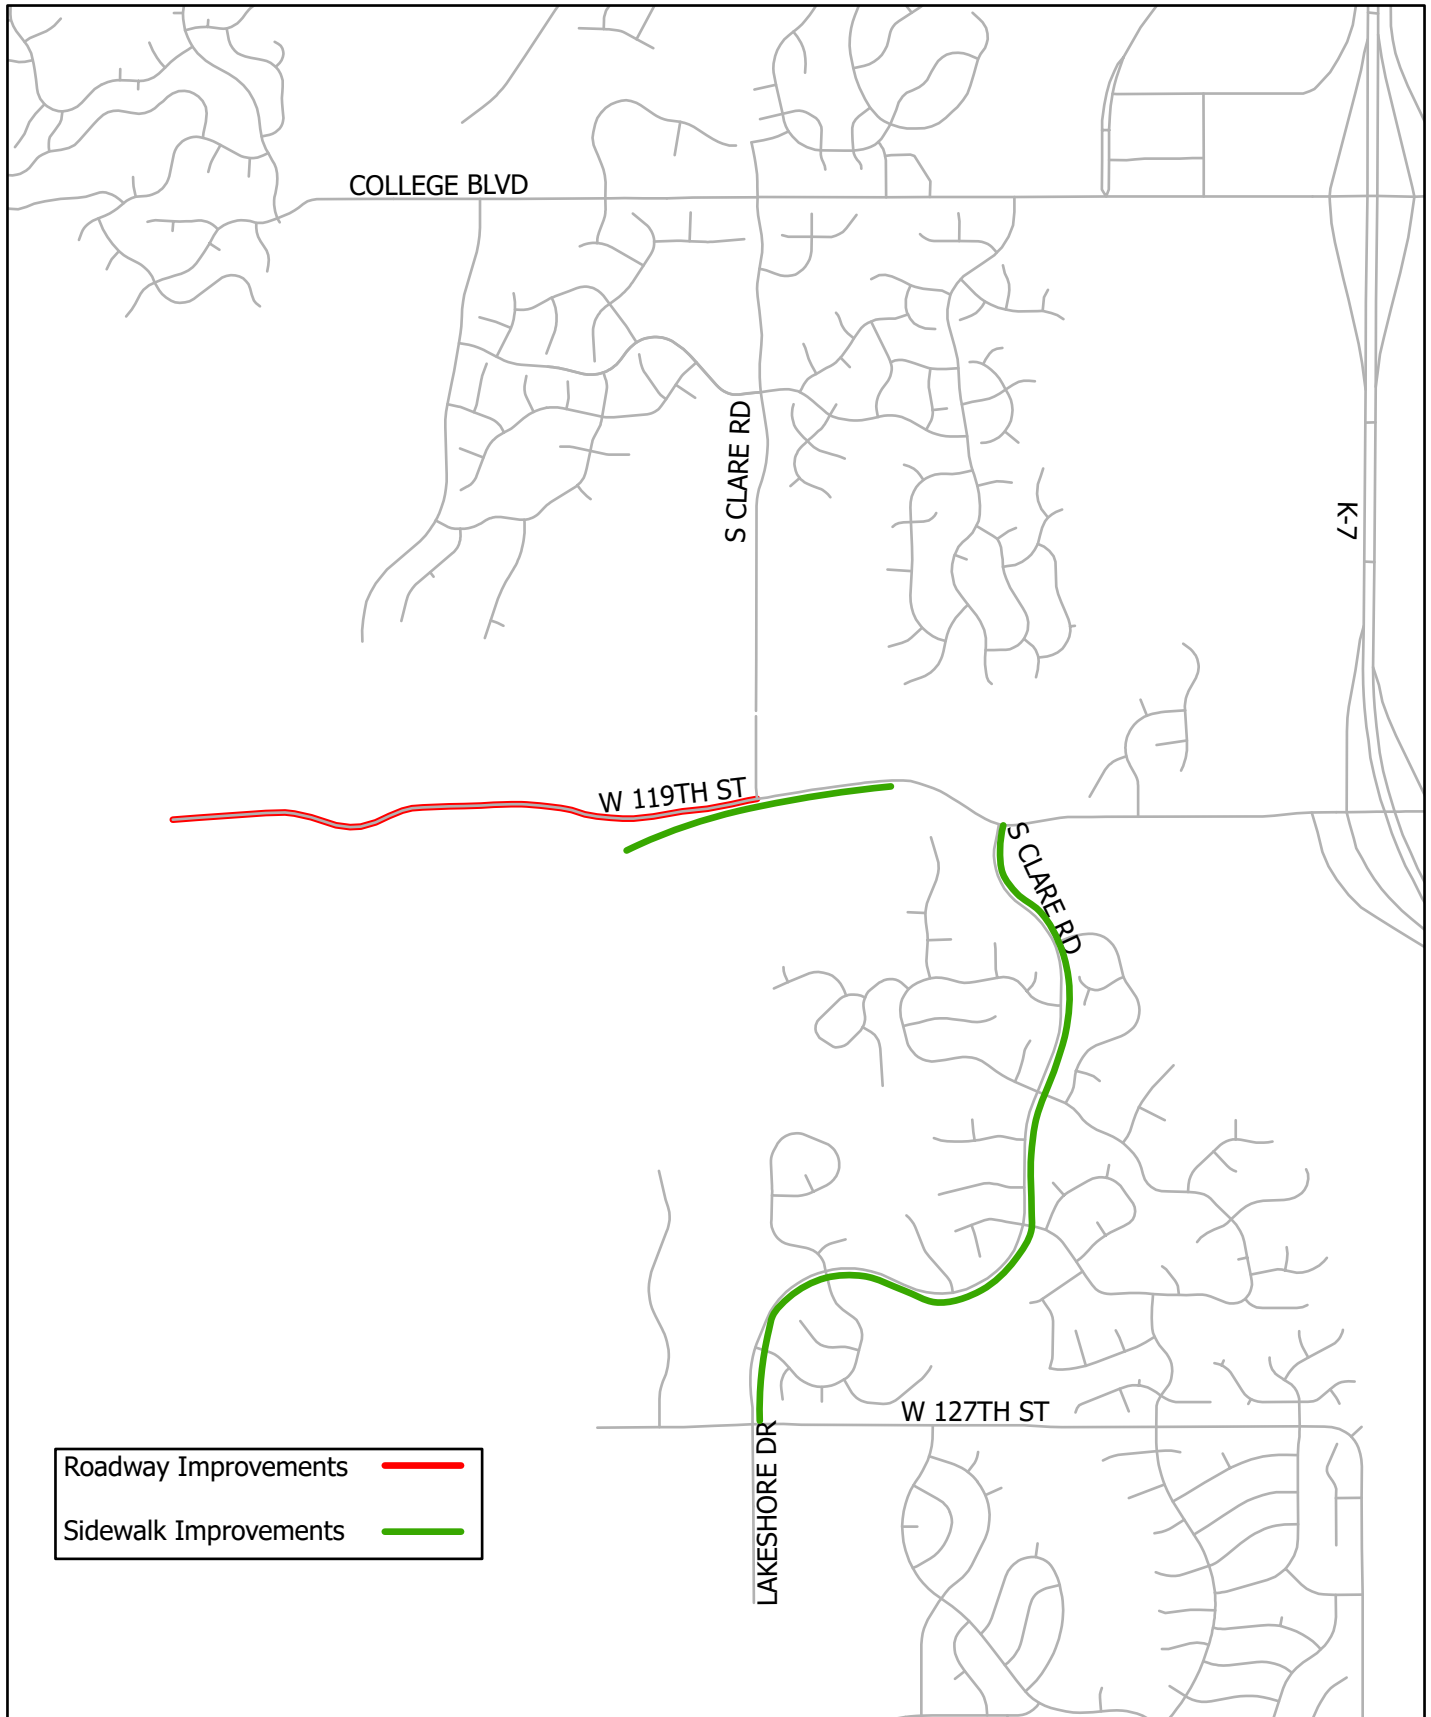 COLLEGE BLVD
S CLARE RD
K-7
W 119TH ST
S CLARE RD
W 127TH ST
LAKESHORE DR
Roadway Improvements
Sidewalk Improvements